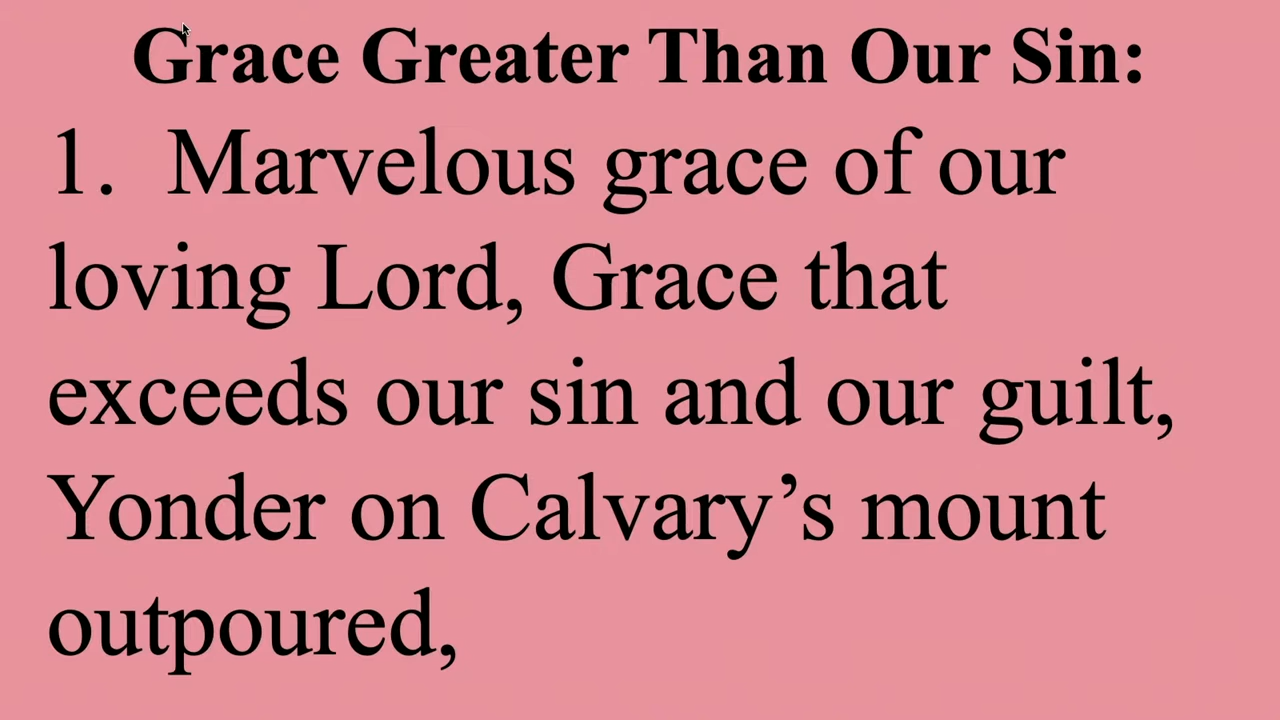 Grace Greater Than Our Sin:
1. Marvelous grace of our
loving Lord, Grace that
exceeds our sin and our guilt,
Yonder on Calvary’s mount
outpoured,